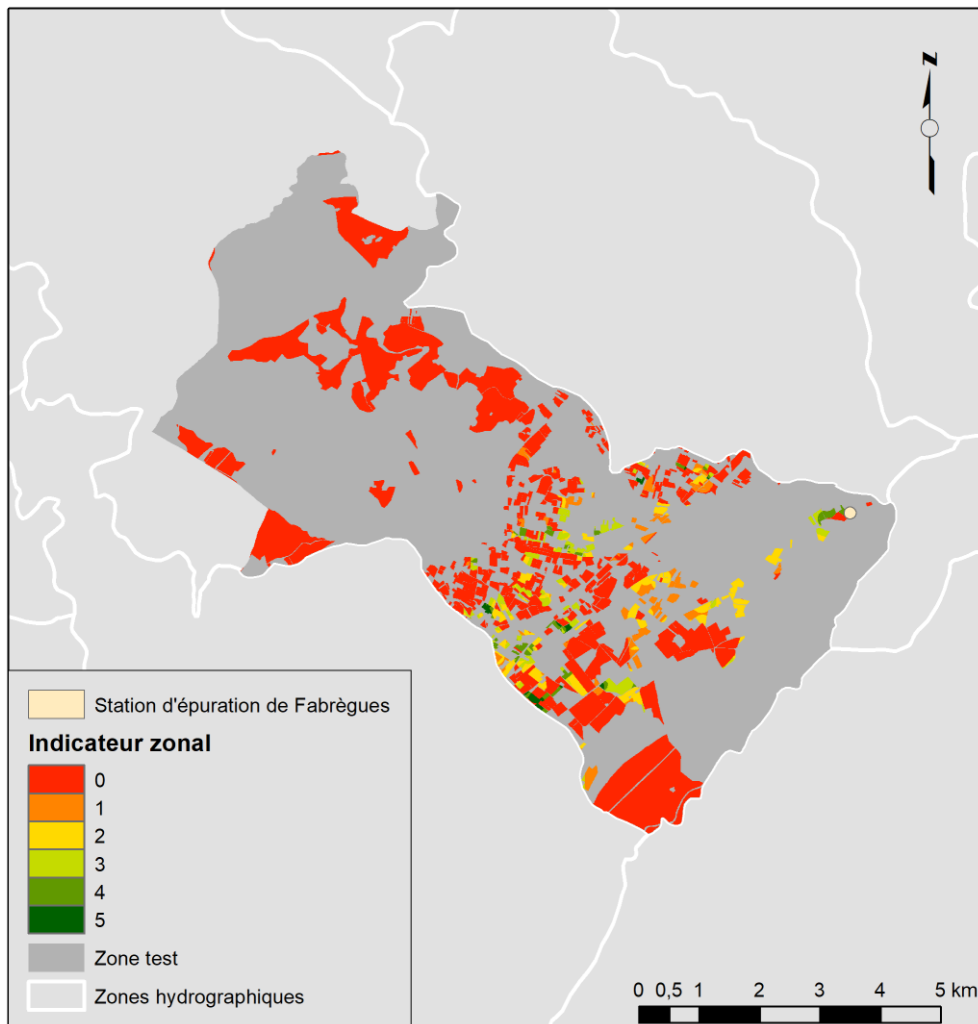 N
Station d'épuration de Fabrègues
Indicateur zonal
0
1
2
3
4
5
Zone test
Zones hydrographiques
0 0,5 1 2 3 4 5 km